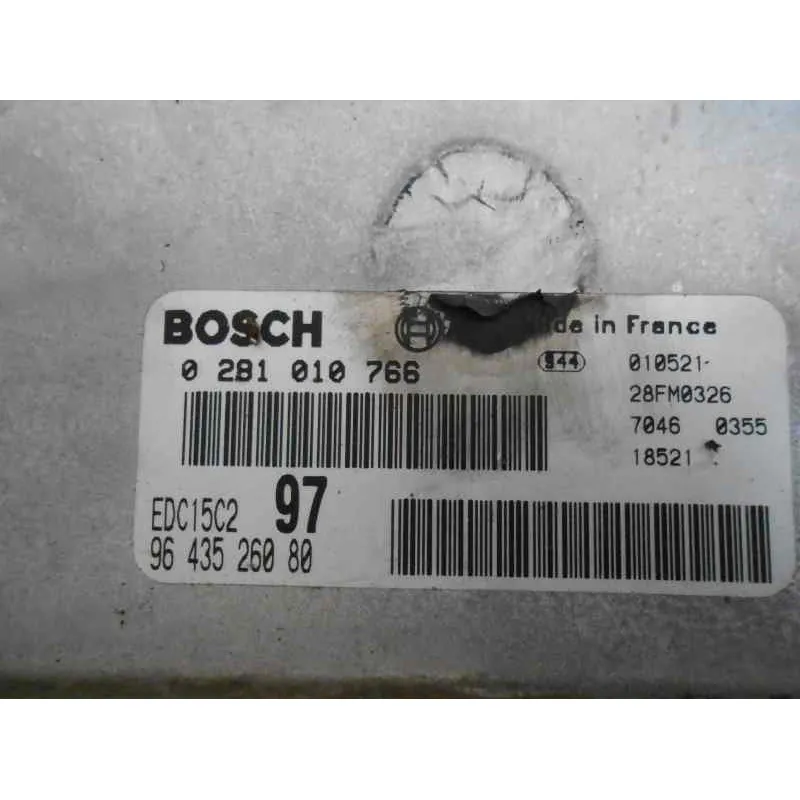 BOSCH
de in France
0 281 010 766
344
010521-
28FM0326
7046 0355
18521
EDC15C2 97
96 435 260 80